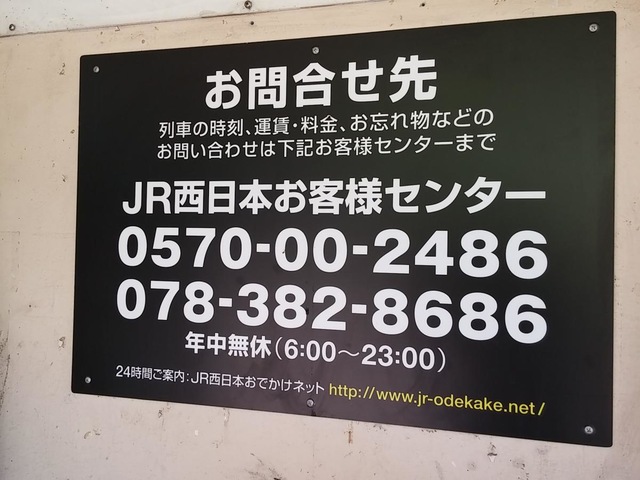 お問合せ先
列車の時刻、運賃・料金、お忘れ物などの
お問い合わせは下記お客様センターまで
JR西日本お客様センター
0570-00-2486
078-382-8686
年中無休（6:00～23:00）
24時間ご案内：JR西日本おでかけネット http://www.jr-odekake.net/